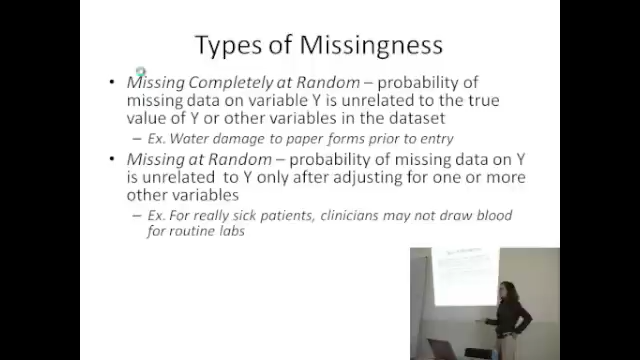 Types of Missingness
• Missing Completely at Random – probability of
missing data on variable Y is unrelated to the true
value of Y or other variables in the dataset
– Ex. Water damage to paper forms prior to entry
• Missing at Random – probability of missing data on Y
is unrelated to Y only after adjusting for one or more
other variables
– Ex. For really sick patients, clinicians may not draw blood
for routine labs